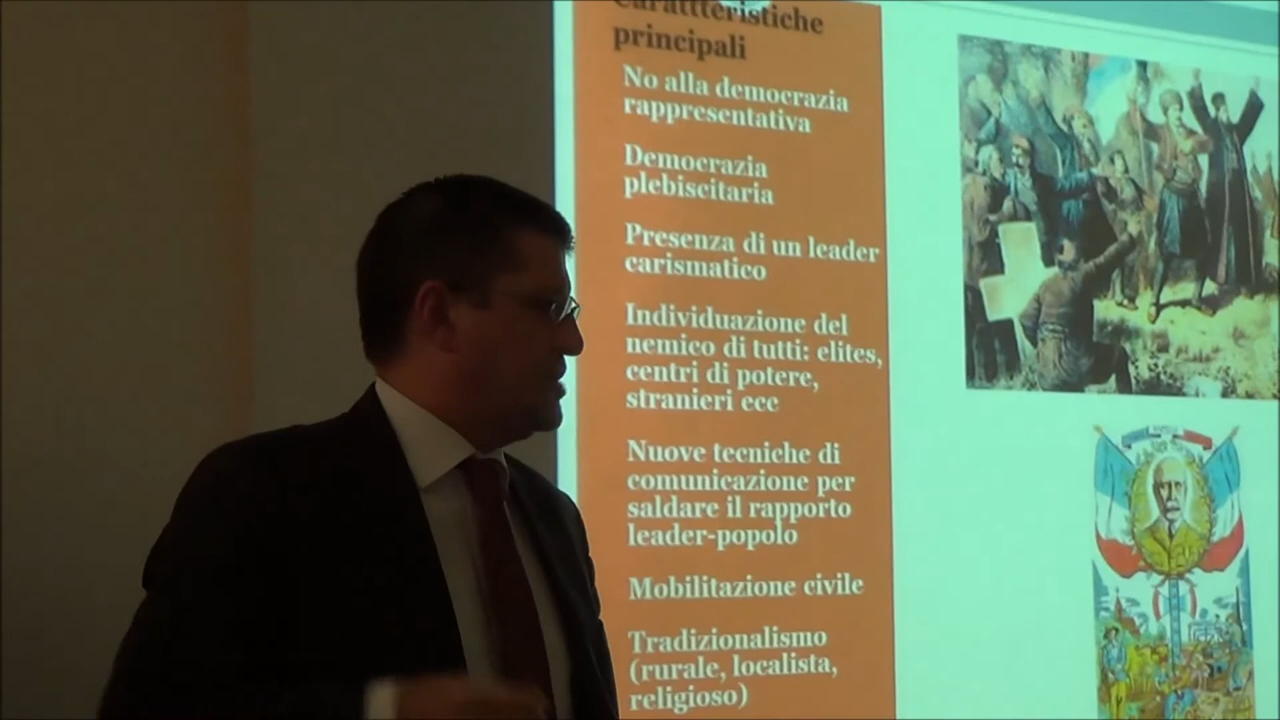 Carattteristiche
principali
No alla democrazia
rappresentativa
Democrazia
plebiscitaria
Presenza di un leader
carismatico
Individuazione del
nemico di tutti: elites,
centri di potere,
stranieri ecc
Nuove tecniche di
comunicazione per
saldare il rapporto
leader-popolo
Mobilitazione civile
Tradizionalismo
(rurale, localista,
religioso)